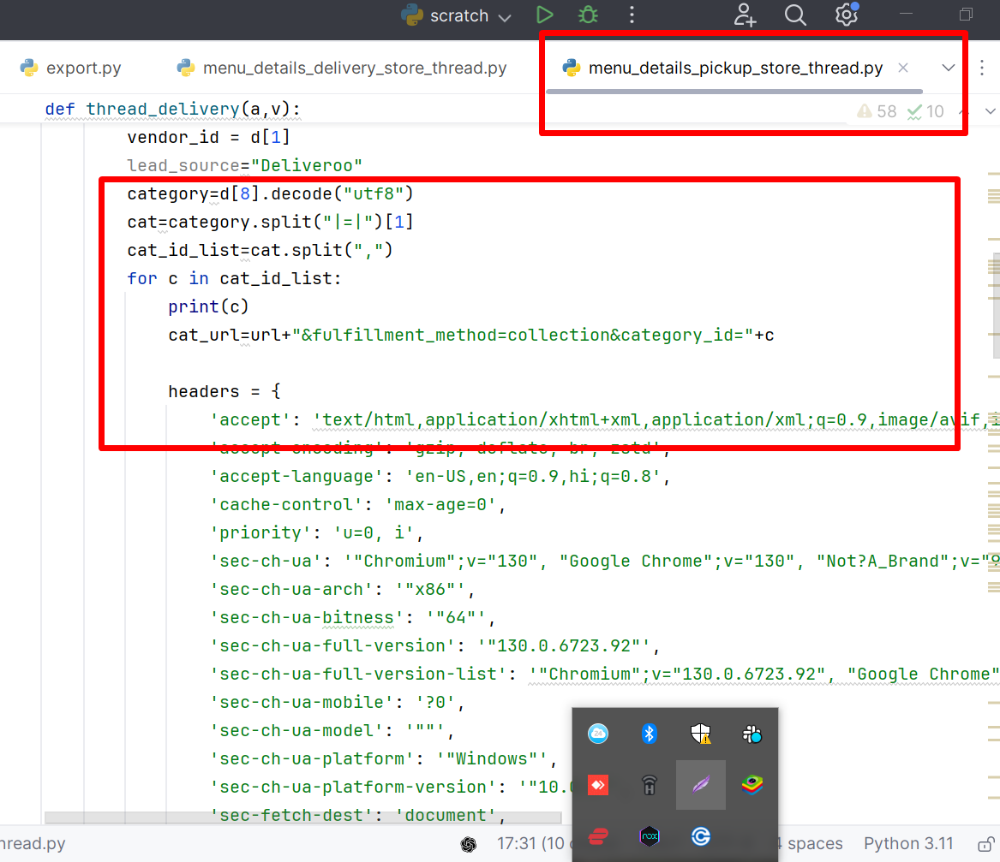 scratch
export.py
menu_details_delivery_store_thread.py
menu_details_pickup_store_thread.py
58
10
def thread_delivery(a,v):
vendor_id = d[1]
lead_source="Deliveroo"
category=d[8].decode("utf8")
cat=category.split("|=|")[1]
cat_id_list=cat.split(",")
for c in cat_id_list:
print(c)
cat_url=url+"&fulfillment_method=collection&category_id="+c
headers = {
'accept': 'text/html,application/xhtml+xml,application/xml;q=0.9,image/avif,i
'accept-encoding': 'gzip, deflate, br, zstd',
'accept-language': 'en-US,en;q=0.9,hi;q=0.8',
'cache-control': 'max-age=0',
'priority': 'u=0, i',
'sec-ch-ua': '"Chromium";v="130", "Google Chrome";v="130", "Not?A_Brand";v="9
'sec-ch-ua-arch': '"x86"',
'sec-ch-ua-bitness': '"64"',
'sec-ch-ua-full-version': '"130.0.6723.92"',
'sec-ch-ua-full-version-list': '"Chromium";v="130.0.6723.92", "Google Chrome"
'sec-ch-ua-mobile': '?0',
'sec-ch-ua-model': '""',
'sec-ch-ua-platform': '"Windows"',
'sec-ch-ua-platform-version': '"10.
'sec-fetch-dest': 'document',
24
nox
hread.py
17:31 (10
4 spaces
Python 3.11